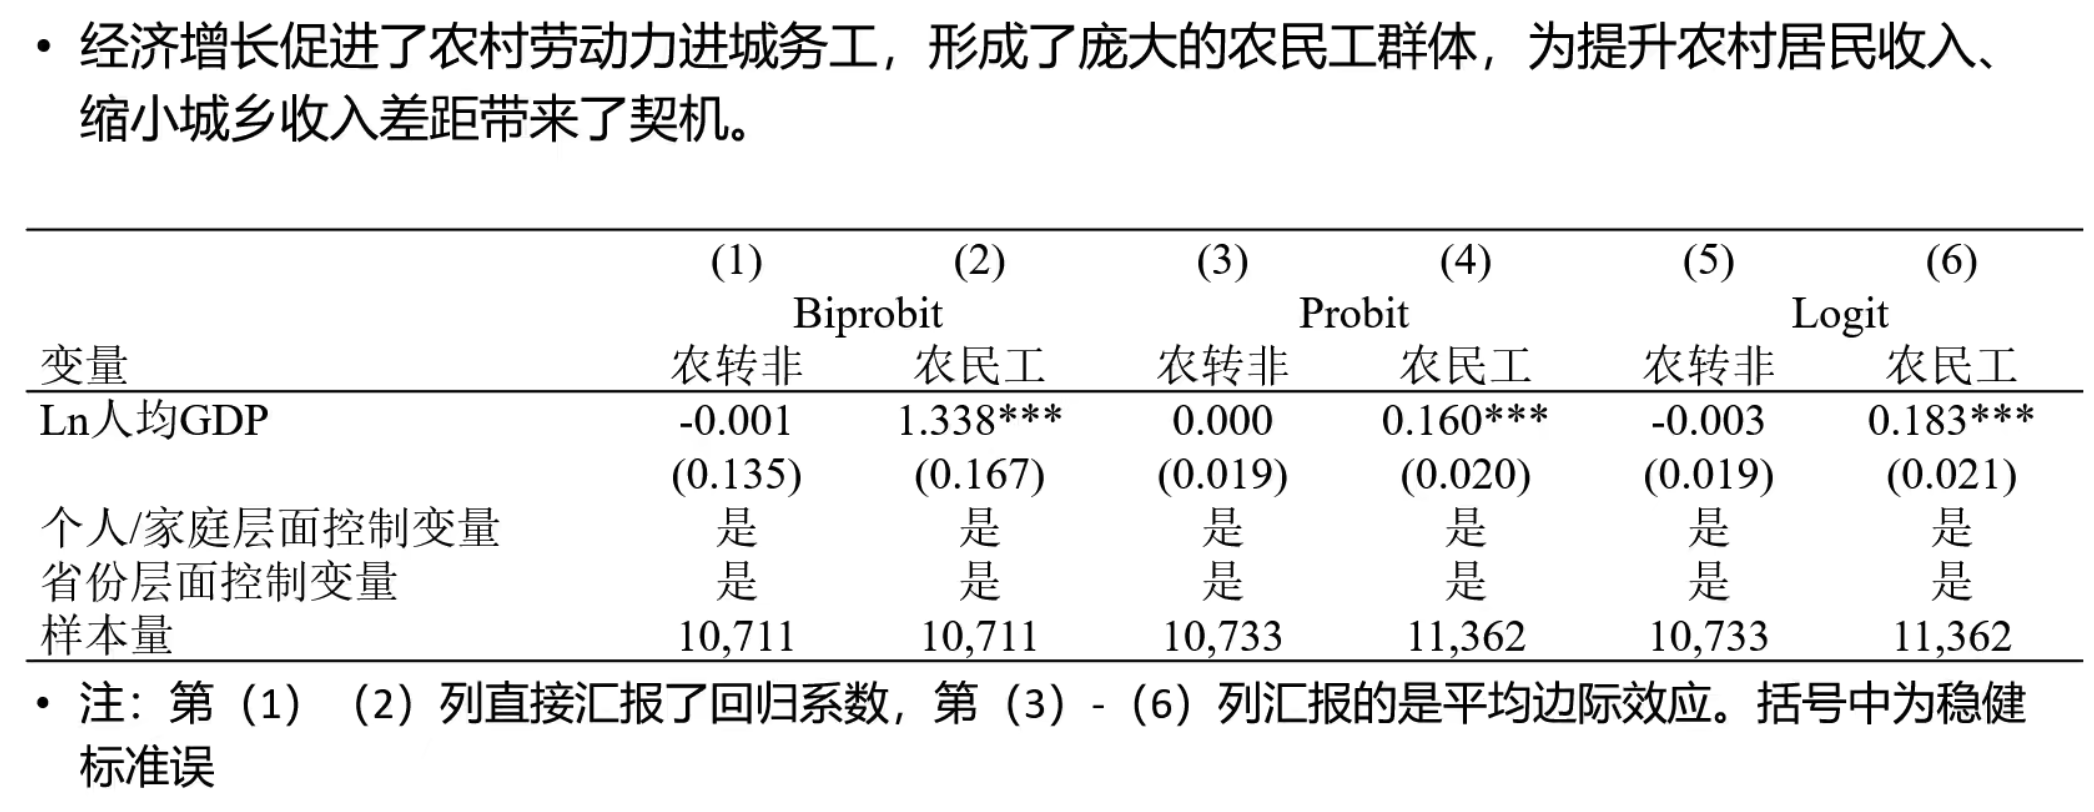 • 经济增长促进了农村劳动力进城务工，形成了庞大的农民工群体，为提升农村居民收入、
缩小城乡收入差距带来了契机。
(1) (2) (3) (4) (5) (6)
Biprobit Probit Logit
变量 农转非 农民工 农转非 农民工 农转非 农民工
Ln人均GDP -0.001 1.338*** 0.000 0.160*** -0.003 0.183***
(0.135) (0.167) (0.019) (0.020) (0.019) (0.021)
个人/家庭层面控制变量 是 是 是 是 是 是
省份层面控制变量 是 是 是 是 是 是
样本量 10,711 10,711 10,733 11,362 10,733 11,362
• 注：第（1）（2）列直接汇报了回归系数，第（3）-（6）列汇报的是平均边际效应。括号中为稳健
标准误